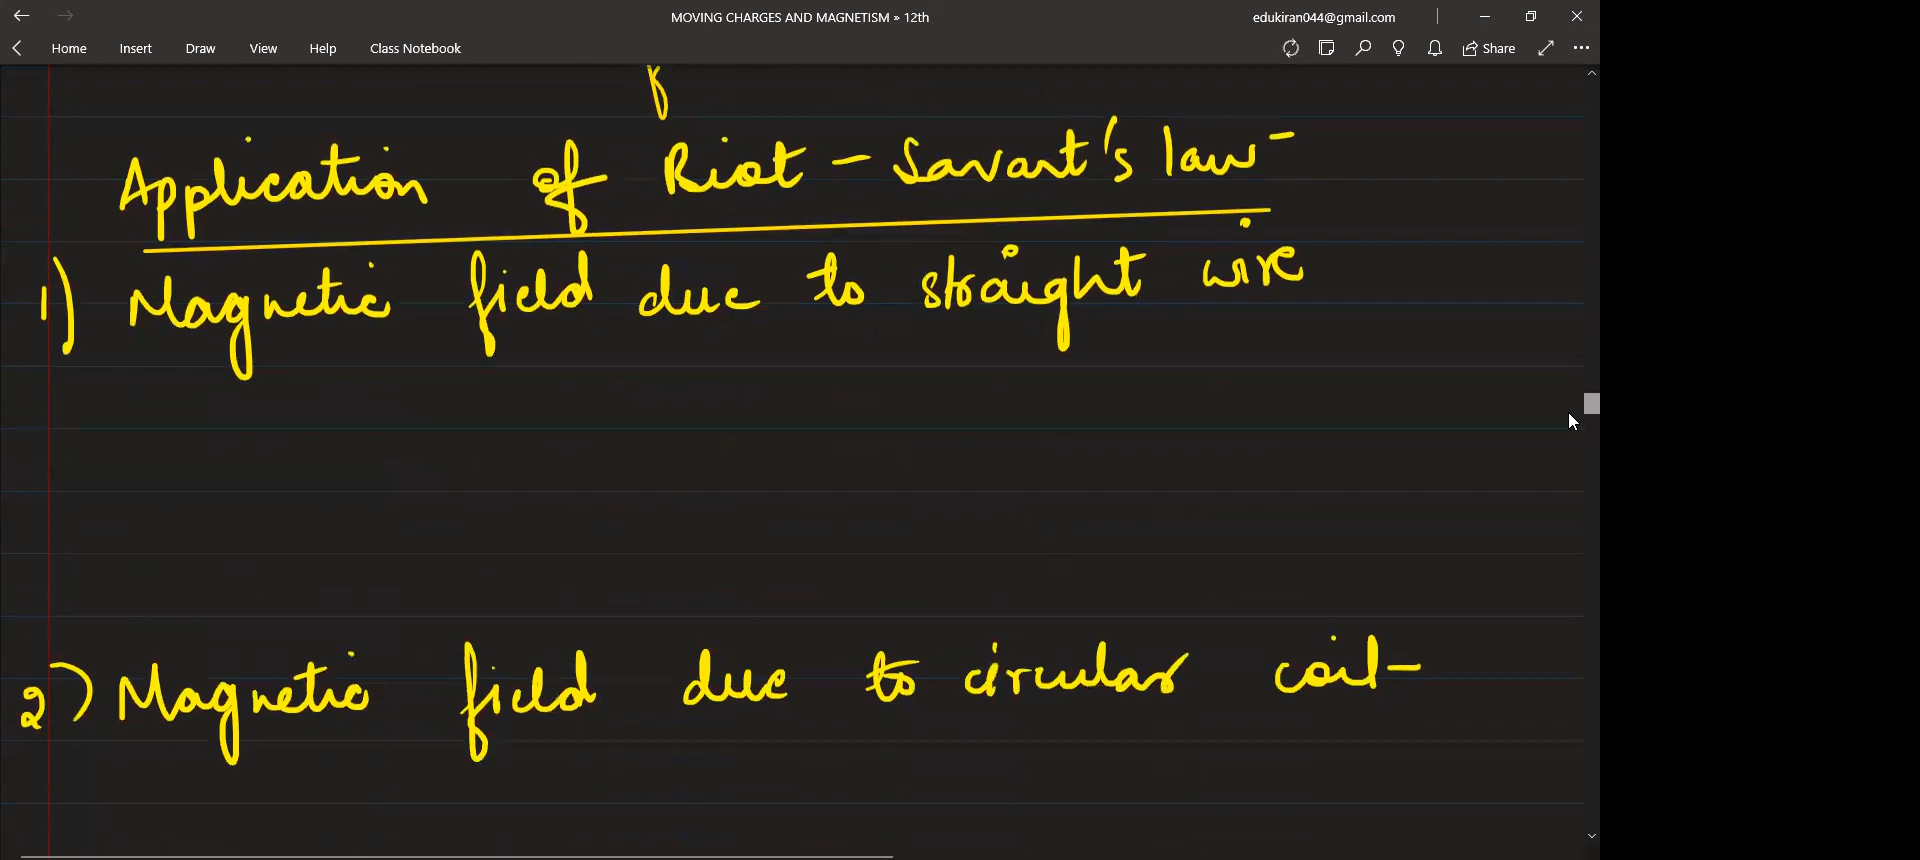 MOVING CHARGES AND MAGNETISM » 12th
edukiran044@gmail.com
Home Insert Draw View Help Class Notebook
Share
Application of Biot - Savart's law -
1) Magnetic field due to straight wire
2) Magnetic field due to circular coil -